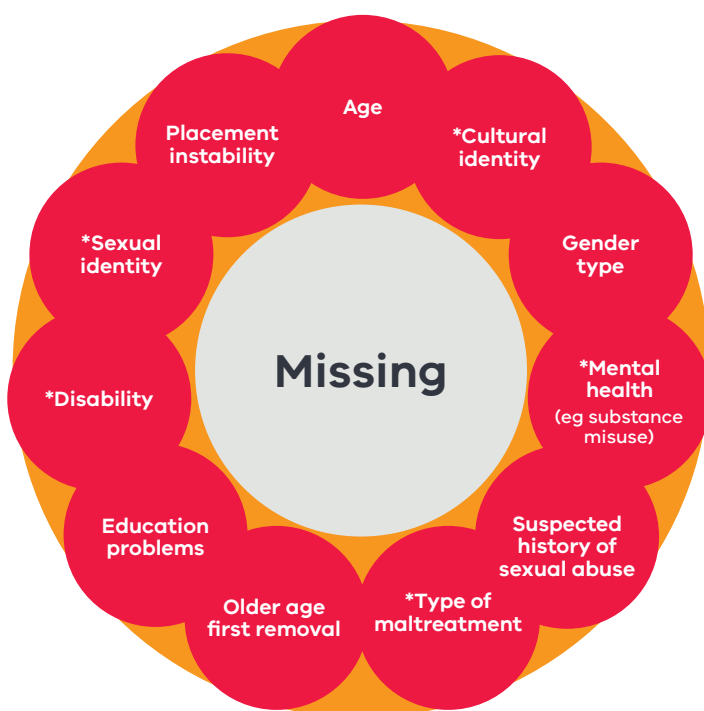 Age
*Cultural
identity
Gender
type
*Mental
health
(eg substance
misuse)
Suspected
history of
sexual abuse
*Type of
maltreatment
Older age
first removal
Education
problems
*Disability
*Sexual
identity
Placement
instability
Missing